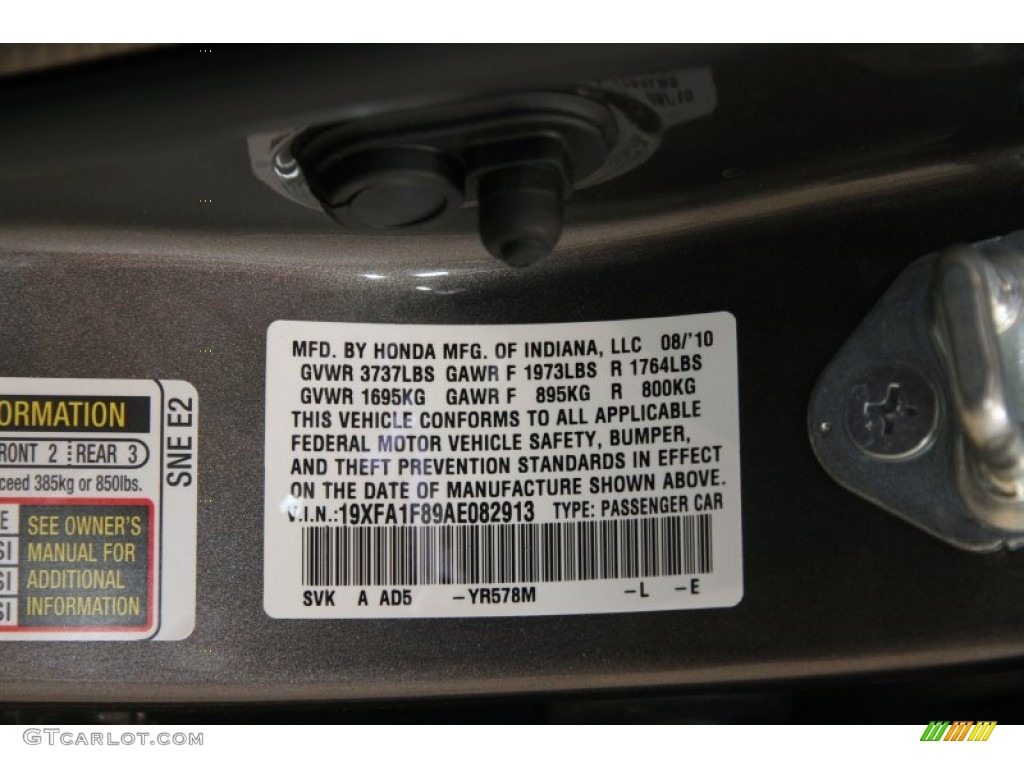 MFD. BY HONDA MFG. OF INDIANA, LLC 08/'10
GVWR 3737LBS GAWR F 1973LBS R 1764LBS
GVWR 1695KG GAWR F 895KG R 800KG
THIS VEHICLE CONFORMS TO ALL APPLICABLE
FEDERAL MOTOR VEHICLE SAFETY, BUMPER,
AND THEFT PREVENTION STANDARDS IN EFFECT
ON THE DATE OF MANUFACTURE SHOWN ABOVE.
V.I.N.:19XFA1F89AE082913 TYPE: PASSENGER CAR
SVK A AD5 -YR578M -L -E
ORMATION
RONT 2 REAR 3
ceed 385kg or 850lbs.
SEE OWNER'S
MANUAL FOR
ADDITIONAL
INFORMATION
SNE E2
GTCARLOT.COM